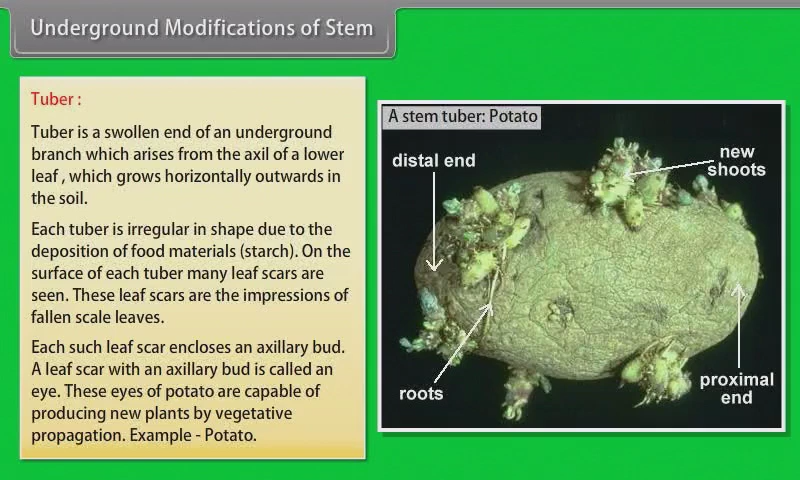 Underground Modifications of Stem
Tuber :
Tuber is a swollen end of an underground
branch which arises from the axil of a lower
leaf , which grows horizontally outwards in
the soil.
Each tuber is irregular in shape due to the
deposition of food materials (starch). On the
surface of each tuber many leaf scars are
seen. These leaf scars are the impressions of
fallen scale leaves.
Each such leaf scar encloses an axillary bud.
A leaf scar with an axillary bud is called an
eye. These eyes of potato are capable of
producing new plants by vegetative
propagation. Example - Potato.
A stem tuber: Potato
distal end
new
shoots
roots
proximal
end